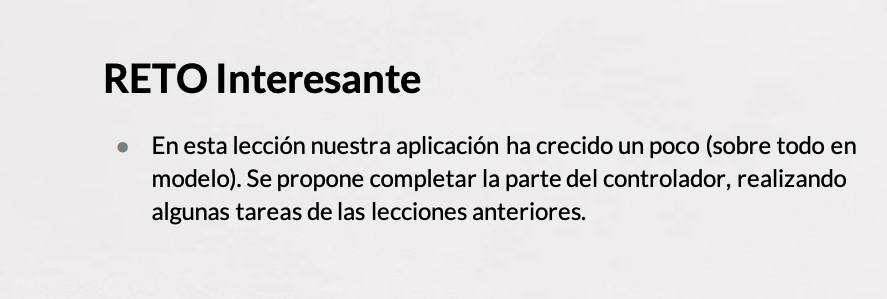 RETO Interesante
En esta lección nuestra aplicación ha crecido un poco (sobre todo en
modelo). Se propone completar la parte del controlador, realizando
algunas tareas de las lecciones anteriores.